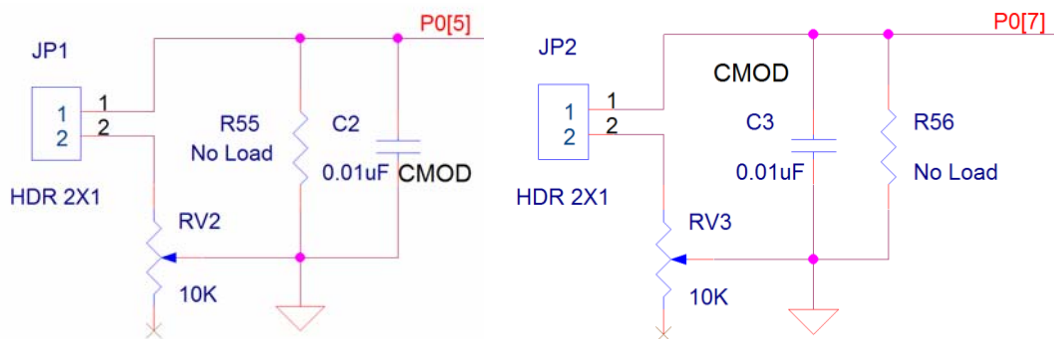 P0[5]
JP1
1
1
2
2
R55
No Load
C2
0.01uF
CMOD
HDR 2X1
RV2
10K
P0[7]
JP2
CMOD
1
1
2
2
C3
0.01uF
R56
No Load
HDR 2X1
RV3
10K